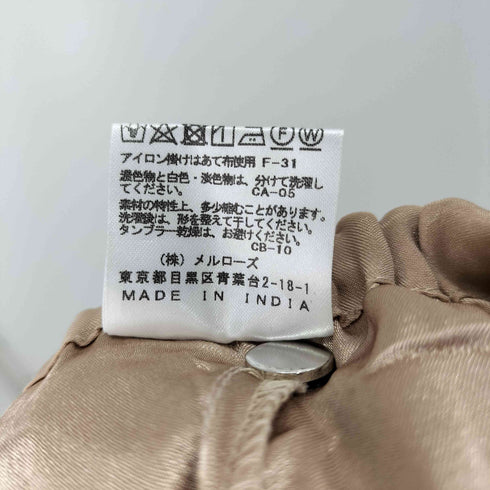 アイロン掛けはあて布使用 F-31
濃色物と白色・淡色物は、分けて洗濯し
てください。 CA-05
素材の特性上、多少縮むことがあります。
洗濯後は、形を整えて干してください。
タンブラー乾燥は、お避けください。
CB-10
(株) メルローズ
東京都目黒区青葉台2-18-1
MADE IN INDIA